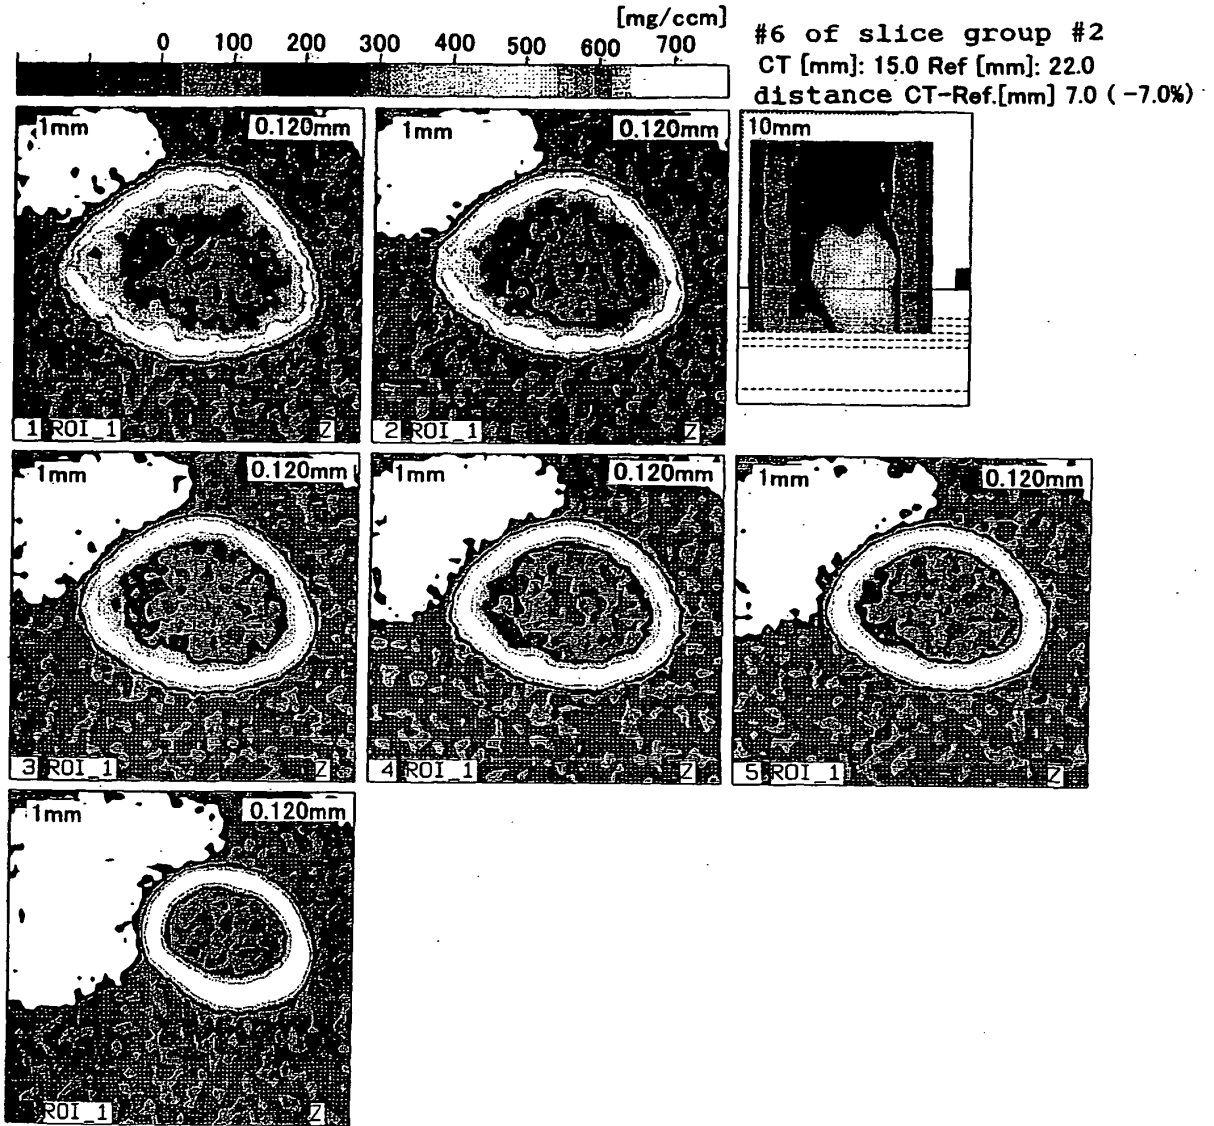 [mg/ccm]
0 100 200 300 400 500 600 700
#6 of slice group #2
CT [mm]: 15.0 Ref [mm]: 22.0
distance CT-Ref.[mm] 7.0 ( -7.0%)
1mm 0.120mm
1 ROI_1 Z
1mm 0.120mm
2 ROI_1 Z
10mm
1mm 0.120mm
3 ROI_1 Z
1mm 0.120mm
4 ROI_1 Z
1mm 0.120mm
5 ROI_1 Z
1mm 0.120mm
ROI_1 Z